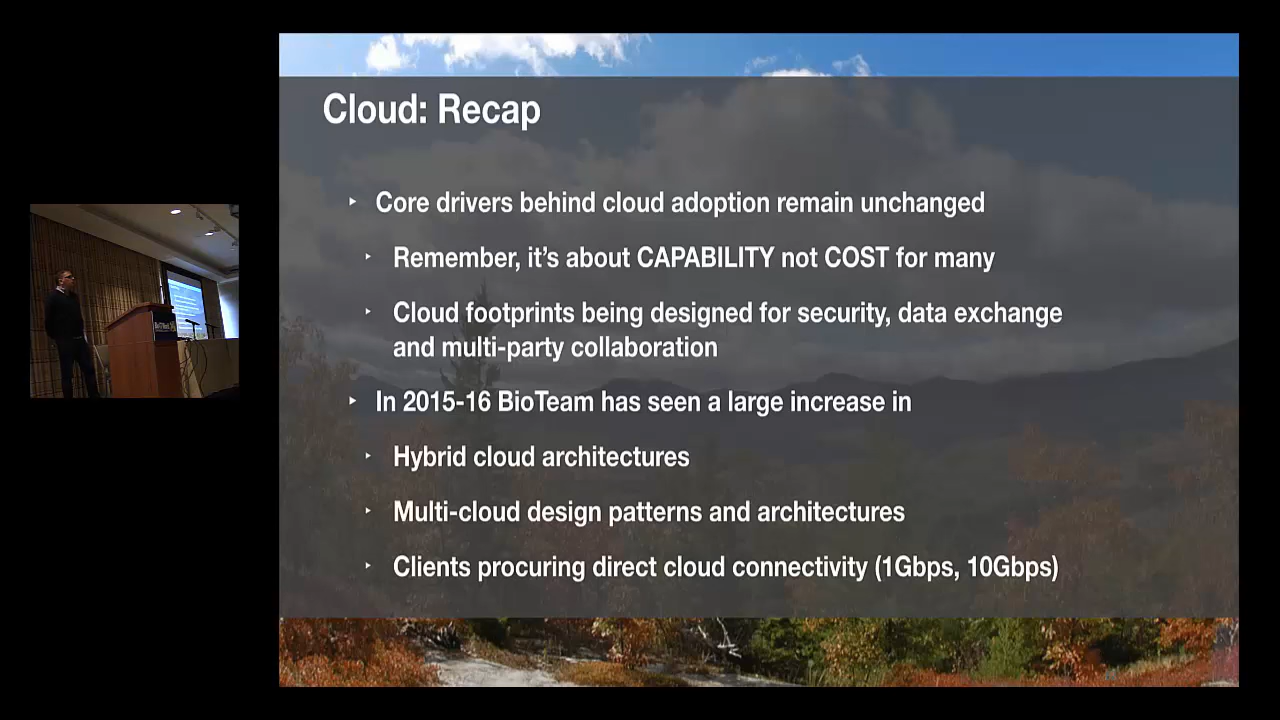 Cloud: Recap
‣ Core drivers behind cloud adoption remain unchanged
‣ Remember, it’s about CAPABILITY not COST for many
‣ Cloud footprints being designed for security, data exchange
and multi-party collaboration
‣ In 2015-16 BioTeam has seen a large increase in
‣ Hybrid cloud architectures
‣ Multi-cloud design patterns and architectures
‣ Clients procuring direct cloud connectivity (1Gbps, 10Gbps)